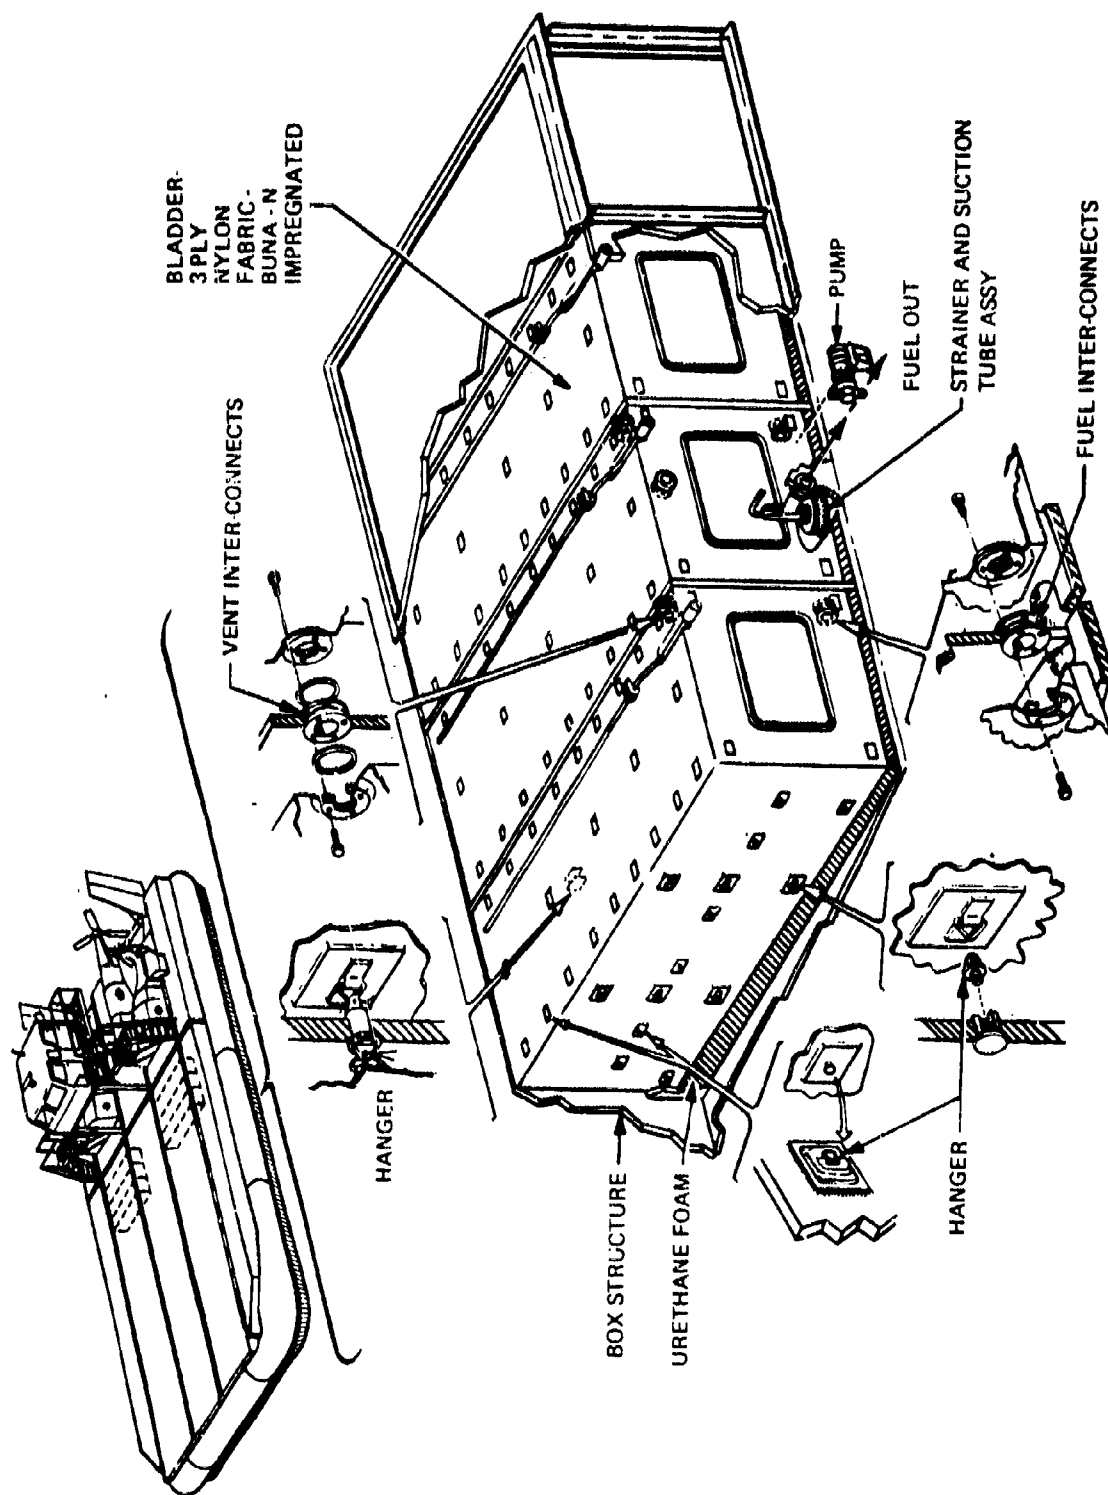 BLADDER-
3 PLY
NYLON
FABRIC-
BUNA - N
IMPREGNATED
VENT INTER-CONNECTS
HANGER
PUMP
FUEL OUT
STRAINER AND SUCTION
TUBE ASSY
FUEL INTER-CONNECTS
BOX STRUCTURE
URETHANE FOAM
HANGER